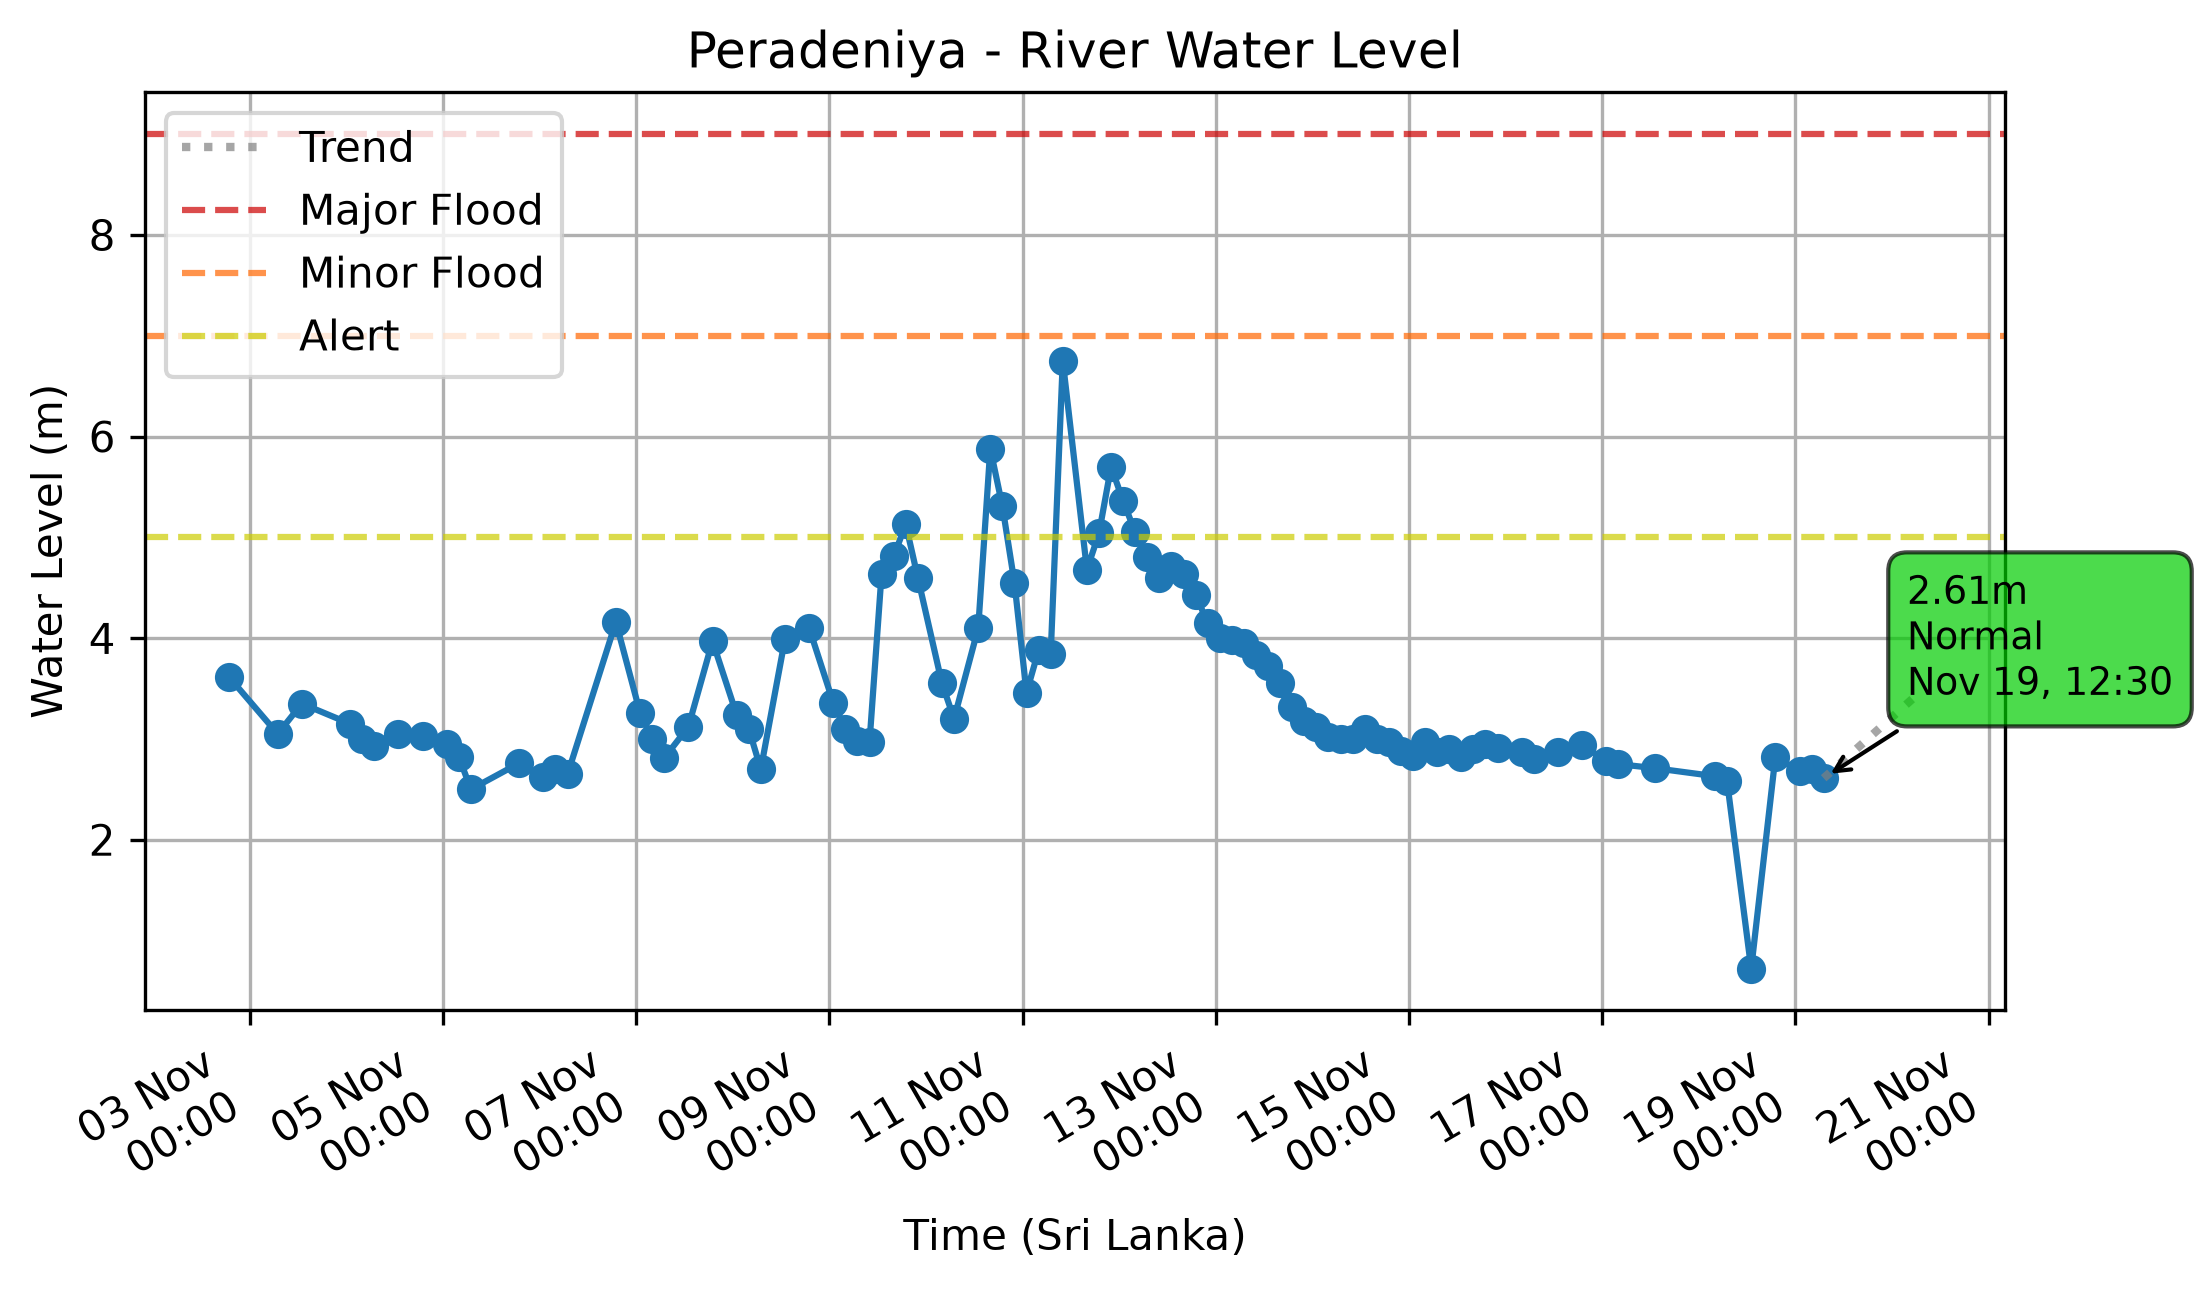 Peradeniya - River Water Level
Trend
Major Flood
Minor Flood
Alert
8
6
4
2
Water Level (m)
2.61m
Normal
Nov 19, 12:30
03 Nov
00:00
05 Nov
00:00
07 Nov
00:00
09 Nov
00:00
11 Nov
00:00
13 Nov
00:00
15 Nov
00:00
17 Nov
00:00
19 Nov
00:00
21 Nov
00:00
Time (Sri Lanka)